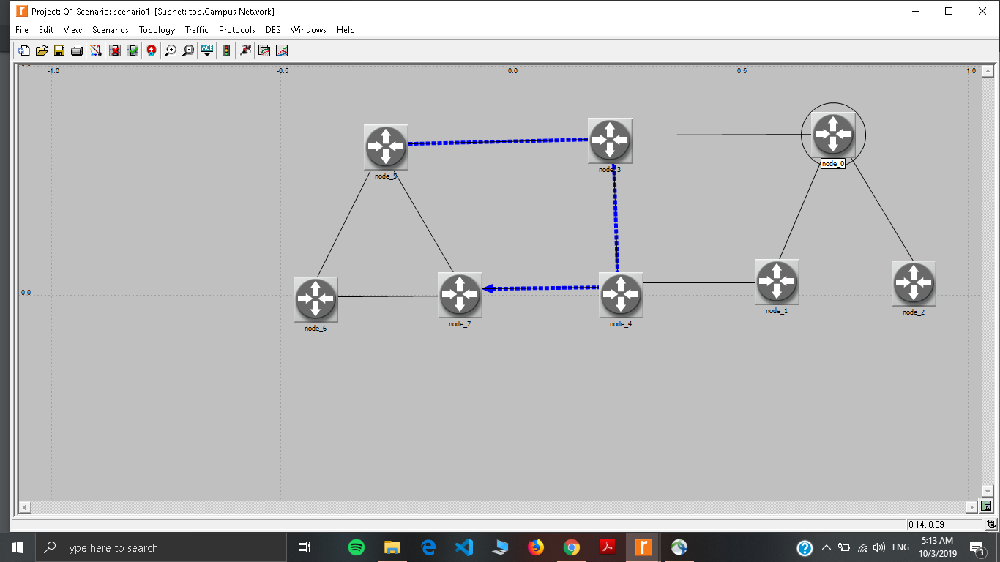 Project: Q1 Scenario: scenario1 [Subnet: top.Campus Network]
File Edit View Scenarios Topology Traffic Protocols DES Windows Help
ACE
-1.0 -0.5 0.0 0.5 1.0
node_5
node_3
node_0
0.0
node_6
node_7
node_4
node_1
node_2
0.14, 0.09
Type here to search
ENG
5:13 AM
10/3/2019
3